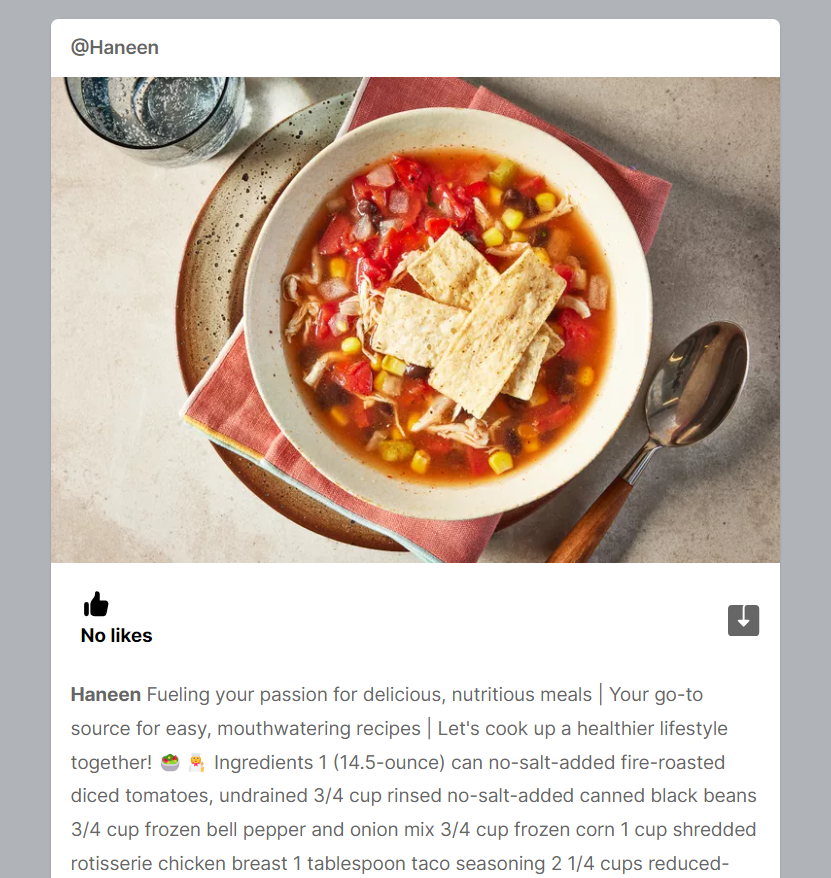 @Haneen
No likes
Haneen Fueling your passion for delicious, nutritious meals | Your go-to
source for easy, mouthwatering recipes | Let's cook up a healthier lifestyle
together! 🥗 👩‍🍳 Ingredients 1 (14.5-ounce) can no-salt-added fire-roasted
diced tomatoes, undrained 3/4 cup rinsed no-salt-added canned black beans
3/4 cup frozen bell pepper and onion mix 3/4 cup frozen corn 1 cup shredded
rotisserie chicken breast 1 tablespoon taco seasoning 2 1/4 cups reduced-